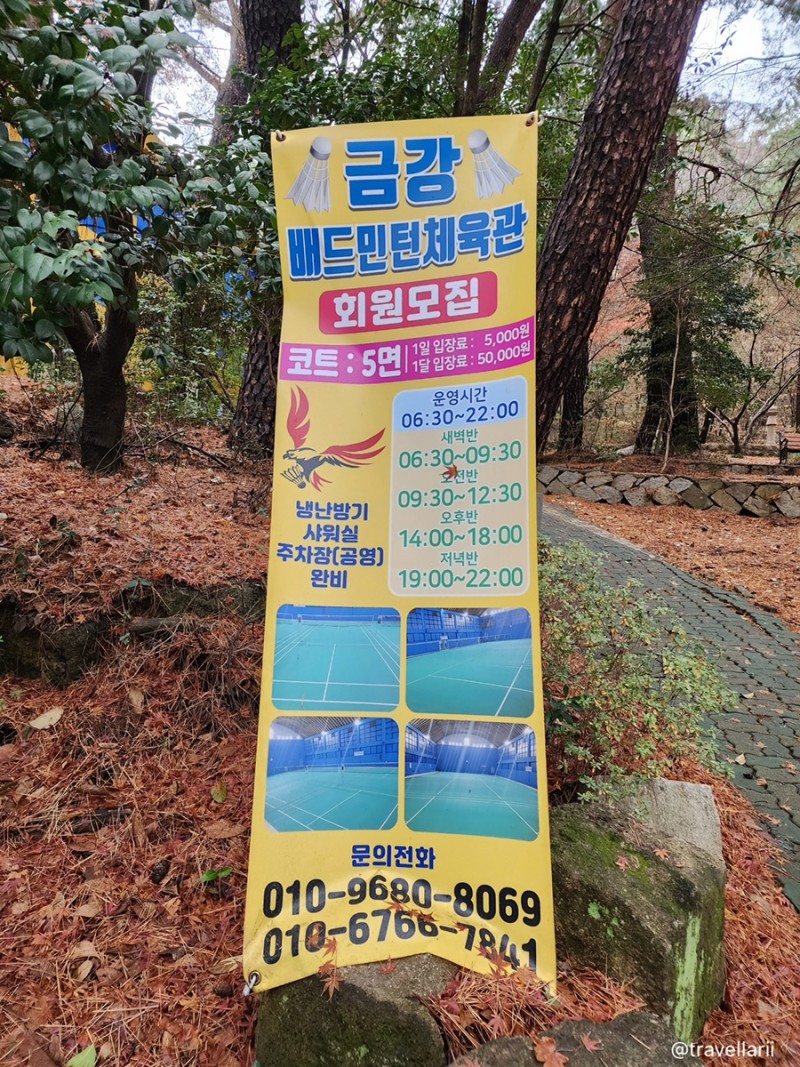 금강
배드민턴체육관
회원모집
코트 : 5면
1일 입장료 : 5,000원
1달 입장료 : 50,000원
운영시간
06:30~22:00
새벽반
06:30~09:30
오전반
09:30~12:30
오후반
14:00~18:00
저녁반
19:00~22:00
냉난방기
샤워실
주차장(공영)
완비
문의전화
010-9680-8069
010-6766-7841
@travellarii